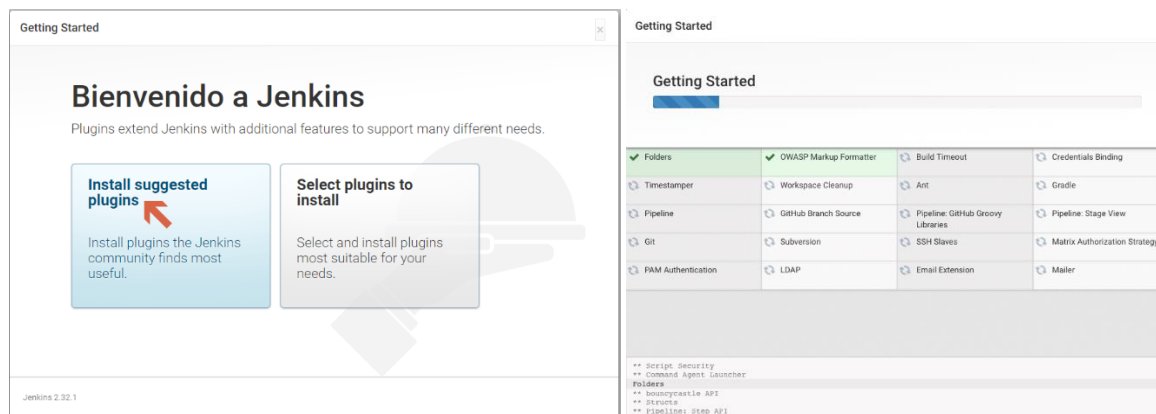 Getting Started
×
Bienvenido a Jenkins
Plugins extend Jenkins with additional features to support many different needs.
Install suggested
plugins
Install plugins the Jenkins
community finds most
useful.
Select plugins to
install
Select and install plugins
most suitable for your
needs.
Jenkins 2.32.1
Getting Started
Getting Started
Folders
OWASP Markup Formatter
Build Timeout
Credentials Binding
Timestamper
Workspace Cleanup
Ant
Gradle
Pipeline
GitHub Branch Source
Pipeline: GitHub Groovy
Libraries
Pipeline: Stage View
Git
Subversion
SSH Slaves
Matrix Authorization Strategy
PAM Authentication
LDAP
Email Extension
Mailer
** Script Security
** Command Agent Launcher
Folders
** bouncycastle API
** Structs
** Pipeline: Step API